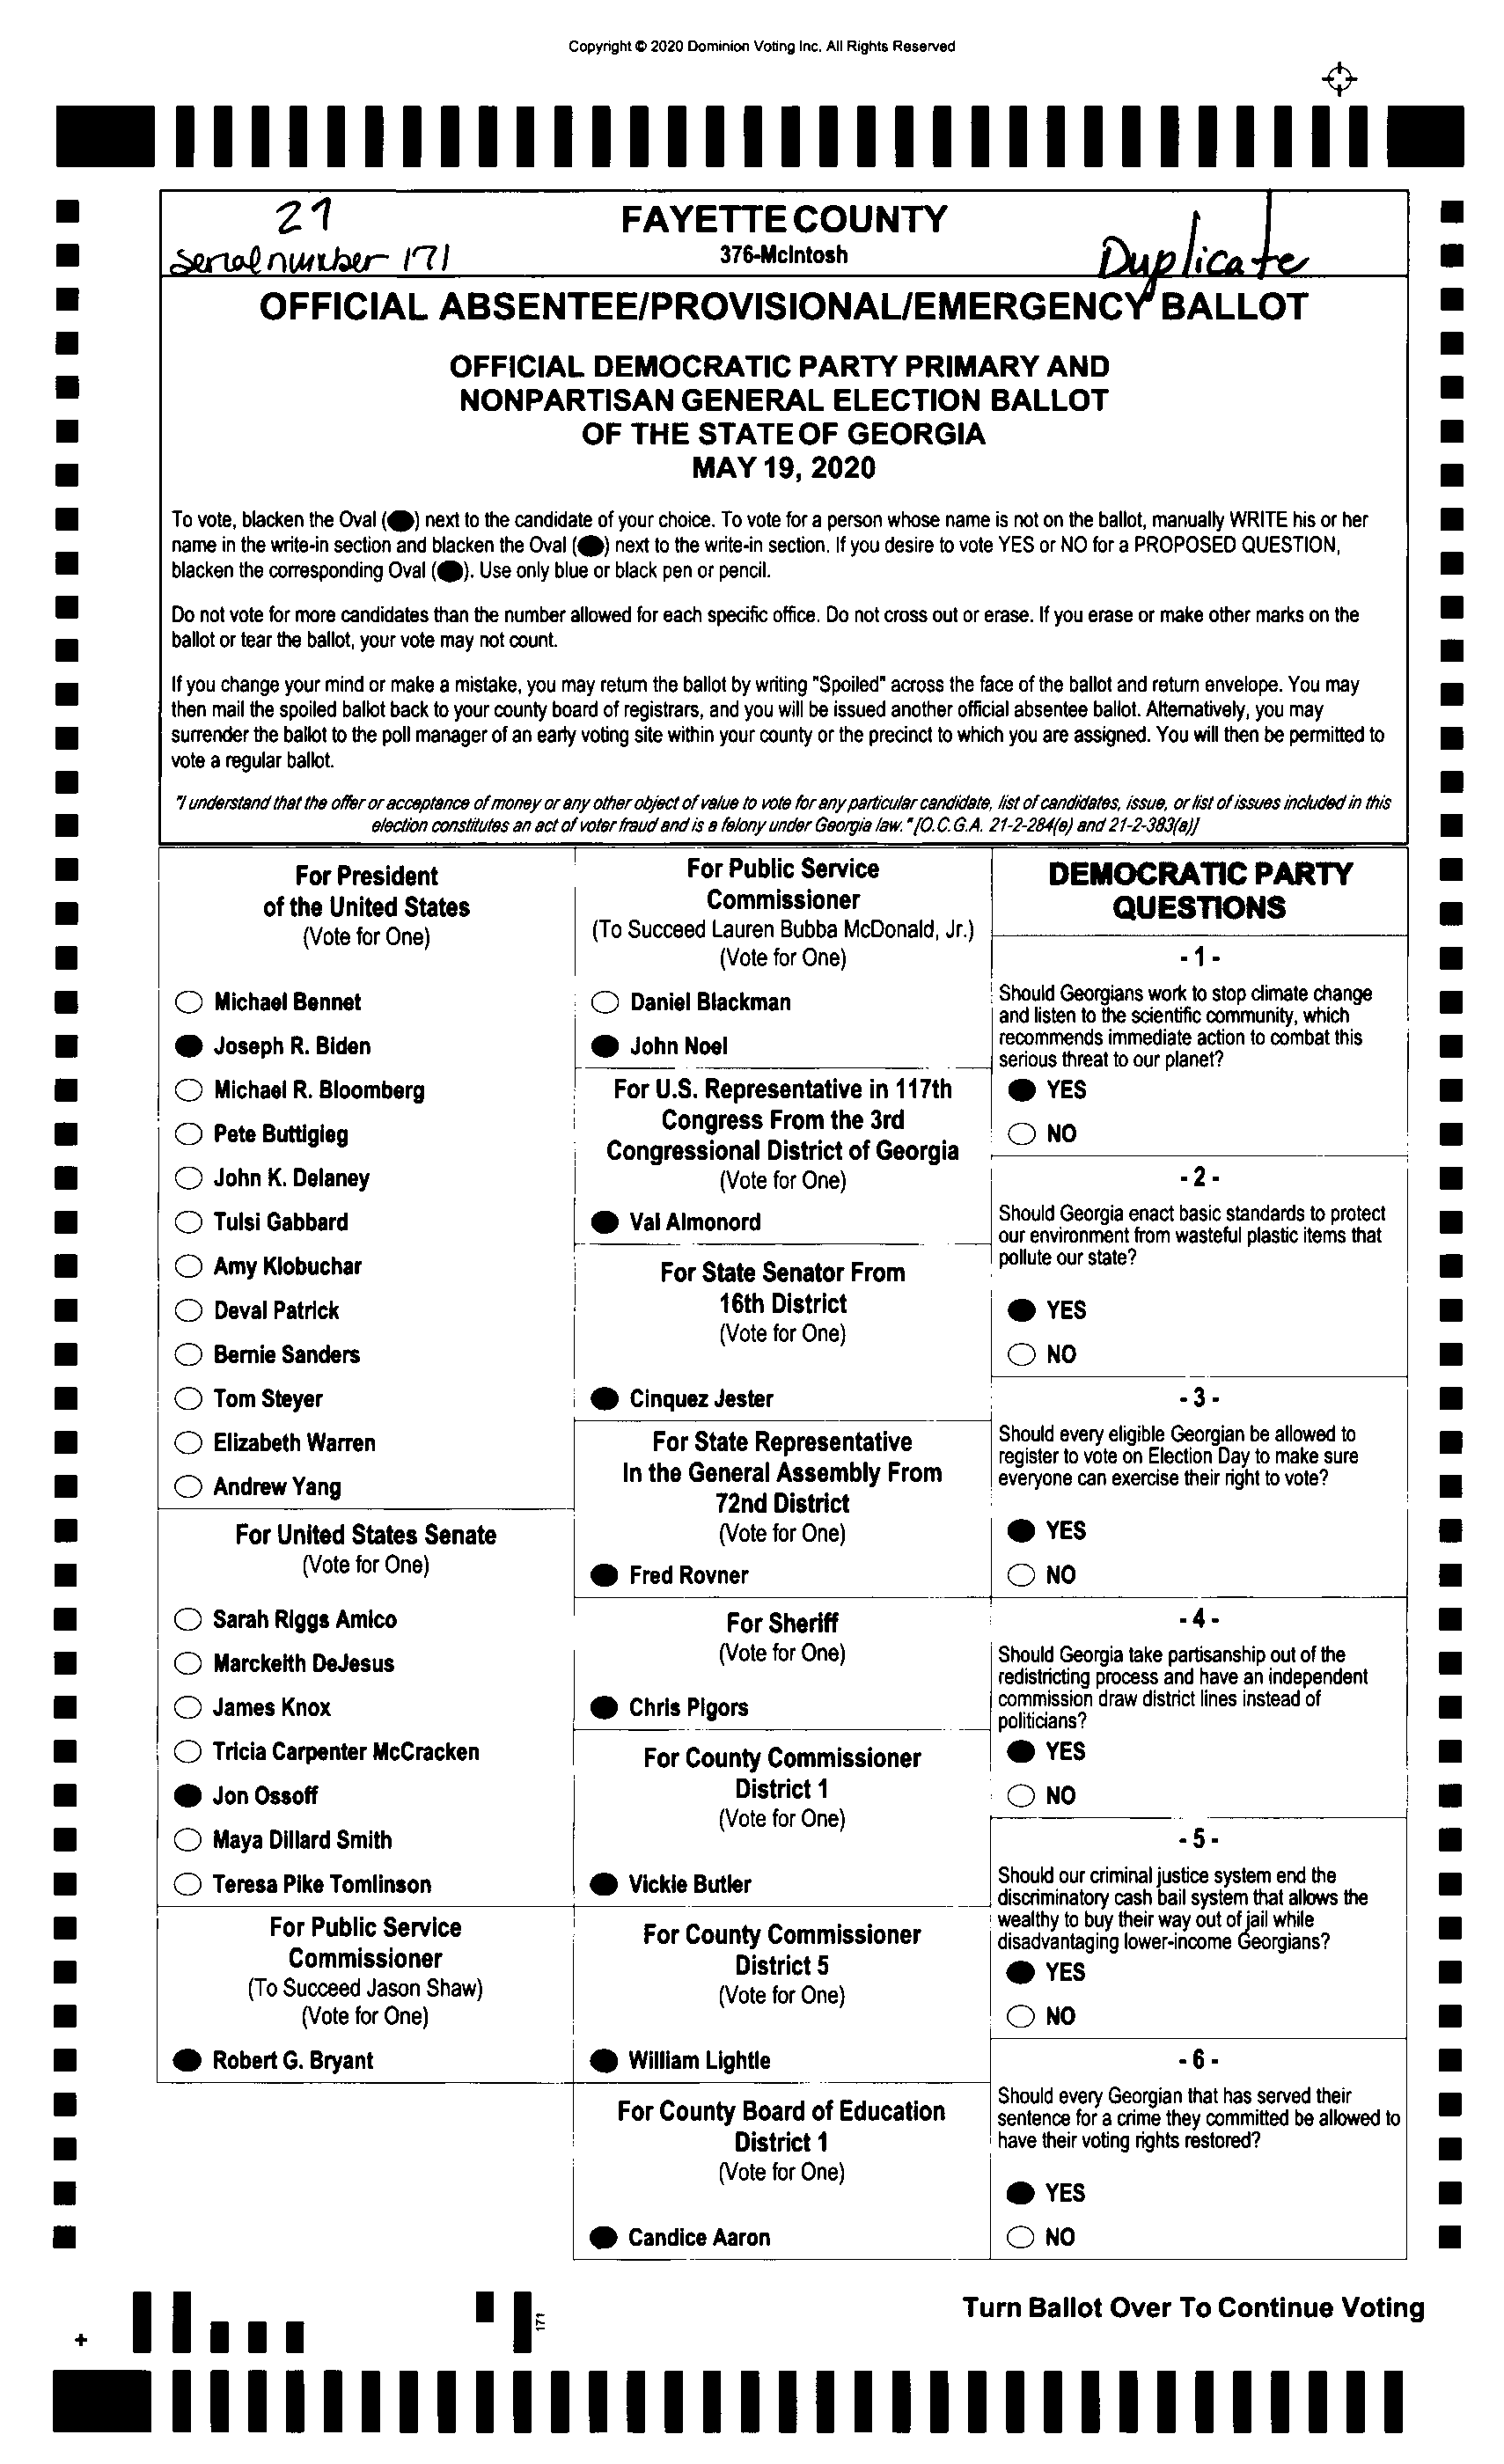 Copyright © 2020 Dominion Voting Inc. All Rights Reserved
27
FAYETTE COUNTY
serial number 171
376-McIntosh
Duplicate
OFFICIAL ABSENTEE/PROVISIONAL/EMERGENCY BALLOT
OFFICIAL DEMOCRATIC PARTY PRIMARY AND
NONPARTISAN GENERAL ELECTION BALLOT
OF THE STATE OF GEORGIA
MAY 19, 2020
To vote, blacken the Oval (●) next to the candidate of your choice. To vote for a person whose name is not on the ballot, manually WRITE his or her
name in the write-in section and blacken the Oval (●) next to the write-in section. If you desire to vote YES or NO for a PROPOSED QUESTION,
blacken the corresponding Oval (●). Use only blue or black pen or pencil.
Do not vote for more candidates than the number allowed for each specific office. Do not cross out or erase. If you erase or make other marks on the
ballot or tear the ballot, your vote may not count.
If you change your mind or make a mistake, you may return the ballot by writing "Spoiled" across the face of the ballot and return envelope. You may
then mail the spoiled ballot back to your county board of registrars, and you will be issued another official absentee ballot. Alternatively, you may
surrender the ballot to the poll manager of an early voting site within your county or the precinct to which you are assigned. You will then be permitted to
vote a regular ballot.
"I understand that the offer or acceptance of money or any other object of value to vote for any particular candidate, list of candidates, issue, or list of issues included in this
election constitutes an act of voter fraud and is a felony under Georgia law." [O.C.G.A. 21-2-284(e) and 21-2-383(a)]
For President
of the United States
(Vote for One)
Michael Bennet
Joseph R. Biden
Michael R. Bloomberg
Pete Buttigieg
John K. Delaney
Tulsi Gabbard
Amy Klobuchar
Deval Patrick
Bernie Sanders
Tom Steyer
Elizabeth Warren
Andrew Yang
For United States Senate
(Vote for One)
Sarah Riggs Amico
Marckeith DeJesus
James Knox
Tricia Carpenter McCracken
Jon Ossoff
Maya Dillard Smith
Teresa Pike Tomlinson
For Public Service
Commissioner
(To Succeed Jason Shaw)
(Vote for One)
Robert G. Bryant
For Public Service
Commissioner
(To Succeed Lauren Bubba McDonald, Jr.)
(Vote for One)
Daniel Blackman
John Noel
For U.S. Representative in 117th
Congress From the 3rd
Congressional District of Georgia
(Vote for One)
Val Almonord
For State Senator From
16th District
(Vote for One)
Cinquez Jester
For State Representative
In the General Assembly From
72nd District
(Vote for One)
Fred Rovner
For Sheriff
(Vote for One)
Chris Pigors
For County Commissioner
District 1
(Vote for One)
Vickie Butler
For County Commissioner
District 5
(Vote for One)
William Lightle
For County Board of Education
District 1
(Vote for One)
Candice Aaron
DEMOCRATIC PARTY
QUESTIONS
- 1 -
Should Georgians work to stop climate change
and listen to the scientific community, which
recommends immediate action to combat this
serious threat to our planet?
YES
NO
- 2 -
Should Georgia enact basic standards to protect
our environment from wasteful plastic items that
pollute our state?
YES
NO
- 3 -
Should every eligible Georgian be allowed to
register to vote on Election Day to make sure
everyone can exercise their right to vote?
YES
NO
- 4 -
Should Georgia take partisanship out of the
redistricting process and have an independent
commission draw district lines instead of
politicians?
YES
NO
- 5 -
Should our criminal justice system end the
discriminatory cash bail system that allows the
wealthy to buy their way out of jail while
disadvantaging lower-income Georgians?
YES
NO
- 6 -
Should every Georgian that has served their
sentence for a crime they committed be allowed to
have their voting rights restored?
YES
NO
171
Turn Ballot Over To Continue Voting